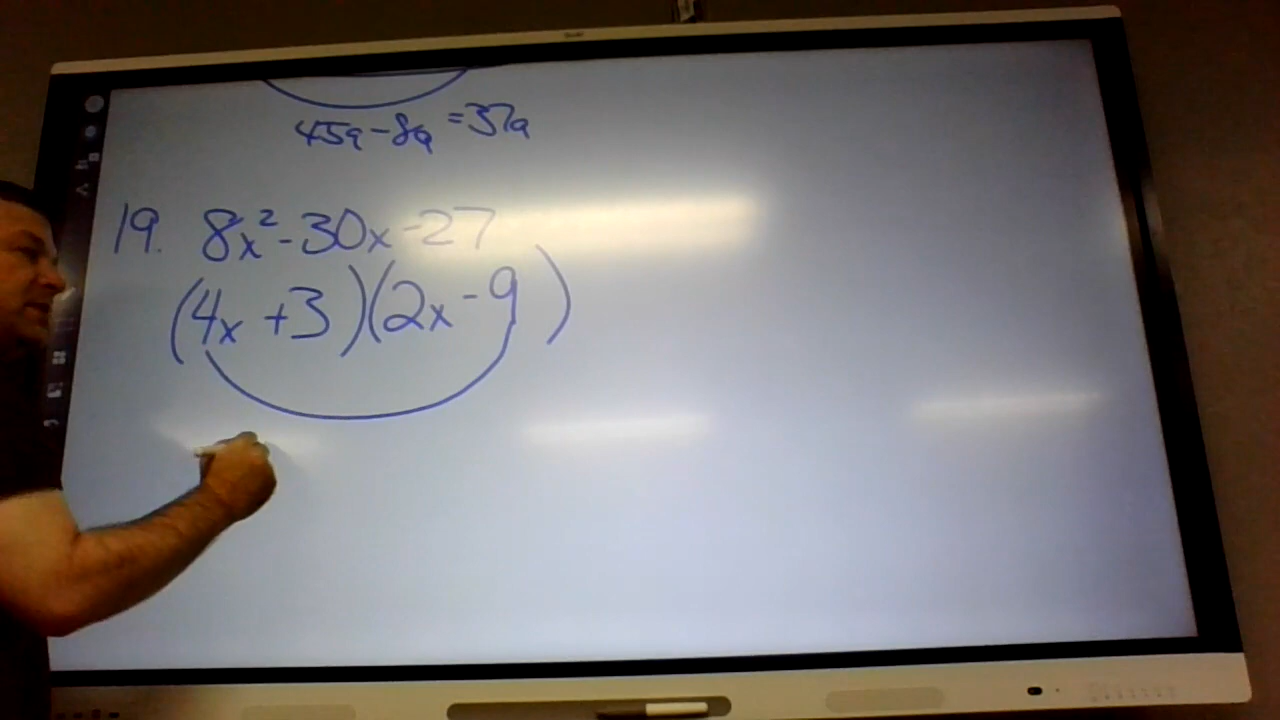 45a - 8a = 37a
19. 8x² - 30x - 27
(4x + 3)(2x - 9)